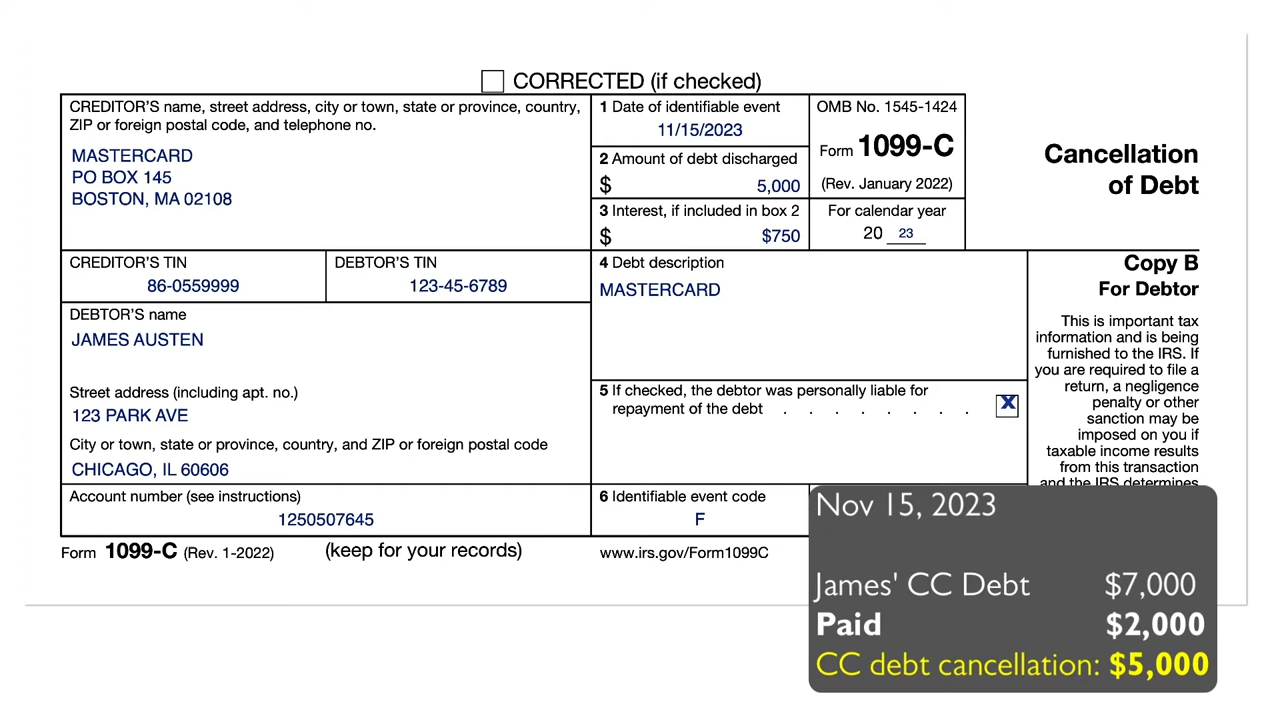 CORRECTED (if checked)
CREDITOR'S name, street address, city or town, state or province, country,
ZIP or foreign postal code, and telephone no.
MASTERCARD
PO BOX 145
BOSTON, MA 02108
1 Date of identifiable event
11/15/2023
2 Amount of debt discharged
$ 5,000
3 Interest, if included in box 2
$ $750
OMB No. 1545-1424
Form 1099-C
(Rev. January 2022)
For calendar year
20 23
Cancellation
of Debt
CREDITOR'S TIN
86-0559999
DEBTOR'S TIN
123-45-6789
4 Debt description
MASTERCARD
Copy B
For Debtor
This is important tax
information and is being
furnished to the IRS. If
you are required to file a
return, a negligence
penalty or other
sanction may be
imposed on you if
taxable income results
from this transaction
and the IRS determines
DEBTOR'S name
JAMES AUSTEN
Street address (including apt. no.)
123 PARK AVE
City or town, state or province, country, and ZIP or foreign postal code
CHICAGO, IL 60606
5 If checked, the debtor was personally liable for
repayment of the debt . . . . . . . . X
Account number (see instructions)
1250507645
6 Identifiable event code
F
Form 1099-C (Rev. 1-2022) (keep for your records) www.irs.gov/Form1099C
Nov 15, 2023
James' CC Debt $7,000
Paid $2,000
CC debt cancellation: $5,000